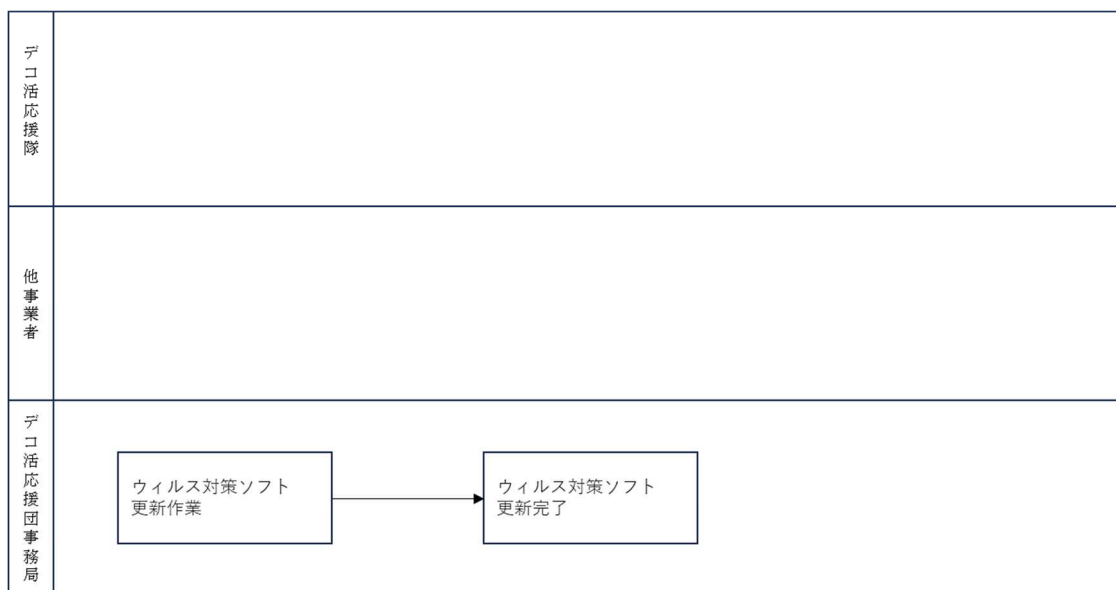 デコ活応援隊
他事業者
デコ活応援団事務局
ウィルス対策ソフト
更新作業
ウィルス対策ソフト
更新完了